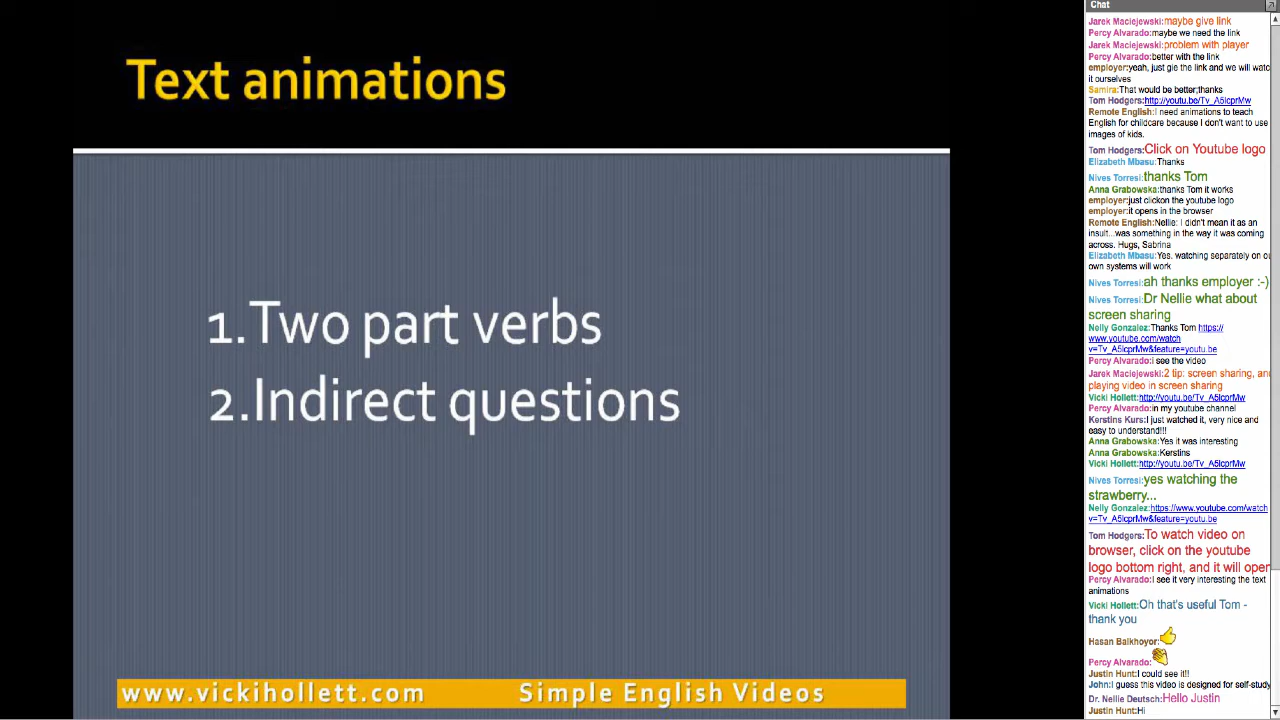 Text animations
1.Two part verbs
2.Indirect questions
www.vickihollett.com Simple English Videos
Chat
Jarek Maciejewski:maybe give link
Percy Alvarado:maybe we need the link
Jarek Maciejewski:problem with player
Percy Alvarado:better with the link
employer:yeah, just gie the link and we will watc
it ourselves
Samira:That would be better;thanks
Tom Hodgers:http://youtu.be/Tv_A5lcprMw
Remote English:I need animations to teach
English for childcare because I don't want to use
images of kids.
Tom Hodgers:Click on Youtube logo
Elizabeth Mbasu:Thanks
Nives Torresi:thanks Tom
Anna Grabowska:thanks Tom it works
employer:just clickon the youtube logo
employer:it opens in the browser
Remote English:Nellie: I didn't mean it as an
insult...was something in the way it was coming
across. Hugs, Sabrina
Elizabeth Mbasu:Yes. watching separately on ou
own systems will work
Nives Torresi:ah thanks employer :-)
Nives Torresi:Dr Nellie what about
screen sharing
Nelly Gonzalez:Thanks Tom https://
www.youtube.com/watch
v=Tv_A5lcprMw&feature=youtu.be
Percy Alvarado:i see the video
Jarek Maciejewski:2 tip: screen sharing, and
playing video in screen sharing
Vicki Hollett:http://youtu.be/Tv_A5lcprMw
Percy Alvarado:in my youtube channel
Kerstins Kurs:I just watched it, very nice and
easy to understand!!!
Anna Grabowska:Yes it was interesting
Anna Grabowska:Kerstins
Vicki Hollett:http://youtu.be/Tv_A5lcprMw
Nives Torresi:yes watching the
strawberry...
Nelly Gonzalez:https://www.youtube.com/watch
v=Tv_A5lcprMw&feature=youtu.be
Tom Hodgers:To watch video on
browser, click on the youtube
logo bottom right, and it will open
Percy Alvarado:I see it very interesting the text
animations
Vicki Hollett:Oh that's useful Tom -
thank you
Hasan Balkhoyor:
Percy Alvarado:
Justin Hunt:I could see it!!
John:I guess this video is designed for self-study
Dr. Nellie Deutsch:Hello Justin
Justin Hunt:Hi